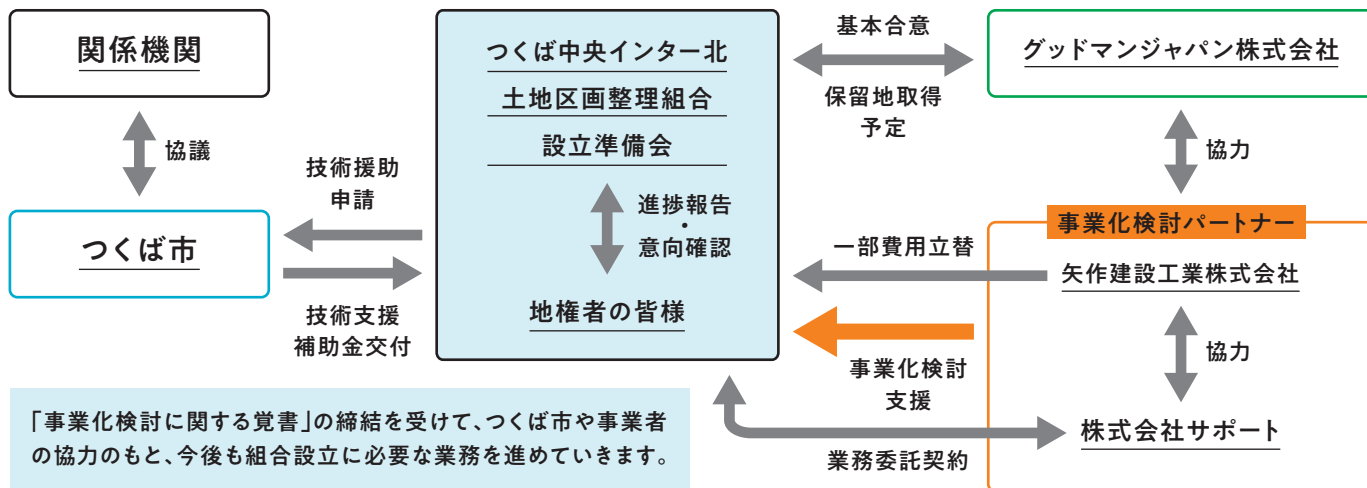 関係機関
協議
つくば市
技術援助
申請
技術支援
補助金交付
つくば中央インター北
土地区画整理組合
設立準備会
進捗報告
・
意向確認
地権者の皆様
基本合意
保留地取得
予定
グッドマンジャパン株式会社
協力
事業化検討パートナー
一部費用立替
矢作建設工業株式会社
事業化検討
支援
協力
株式会社サポート
業務委託契約
「事業化検討に関する覚書」の締結を受けて、つくば市や事業者
の協力のもと、今後も組合設立に必要な業務を進めていきます。